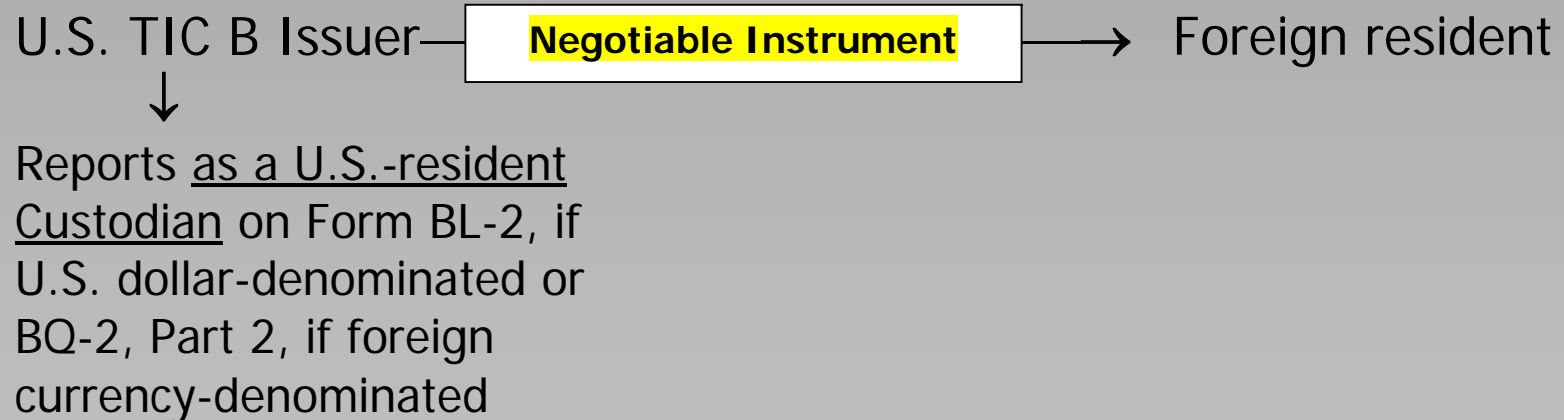 U.S. TIC B Issuer Negotiable Instrument → Foreign resident
↓
Reports as a U.S.-resident
Custodian on Form BL-2, if
U.S. dollar-denominated or
BQ-2, Part 2, if foreign
currency-denominated